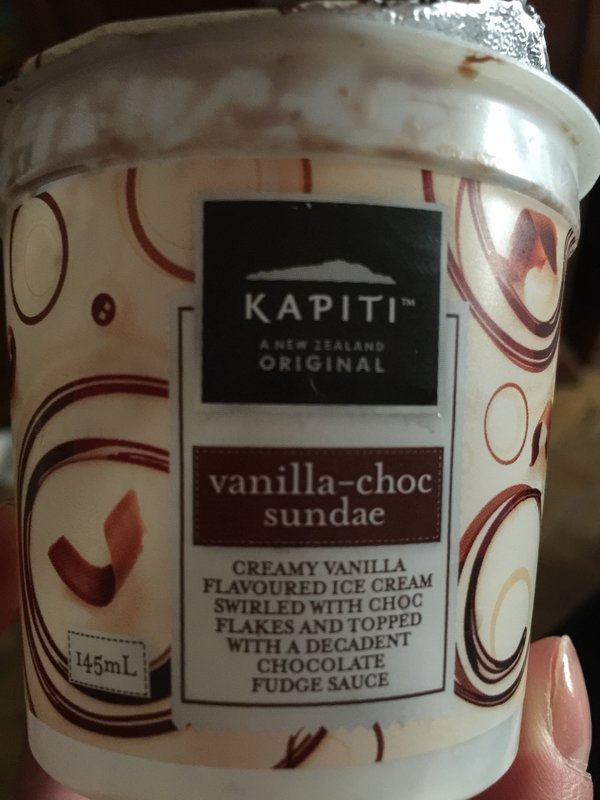 KAPITI™
A NEW ZEALAND
ORIGINAL
vanilla-choc
sundae
CREAMY VANILLA
FLAVOURED ICE CREAM
SWIRLED WITH CHOC
FLAKES AND TOPPED
WITH A DECADENT
CHOCOLATE
FUDGE SAUCE
145mL